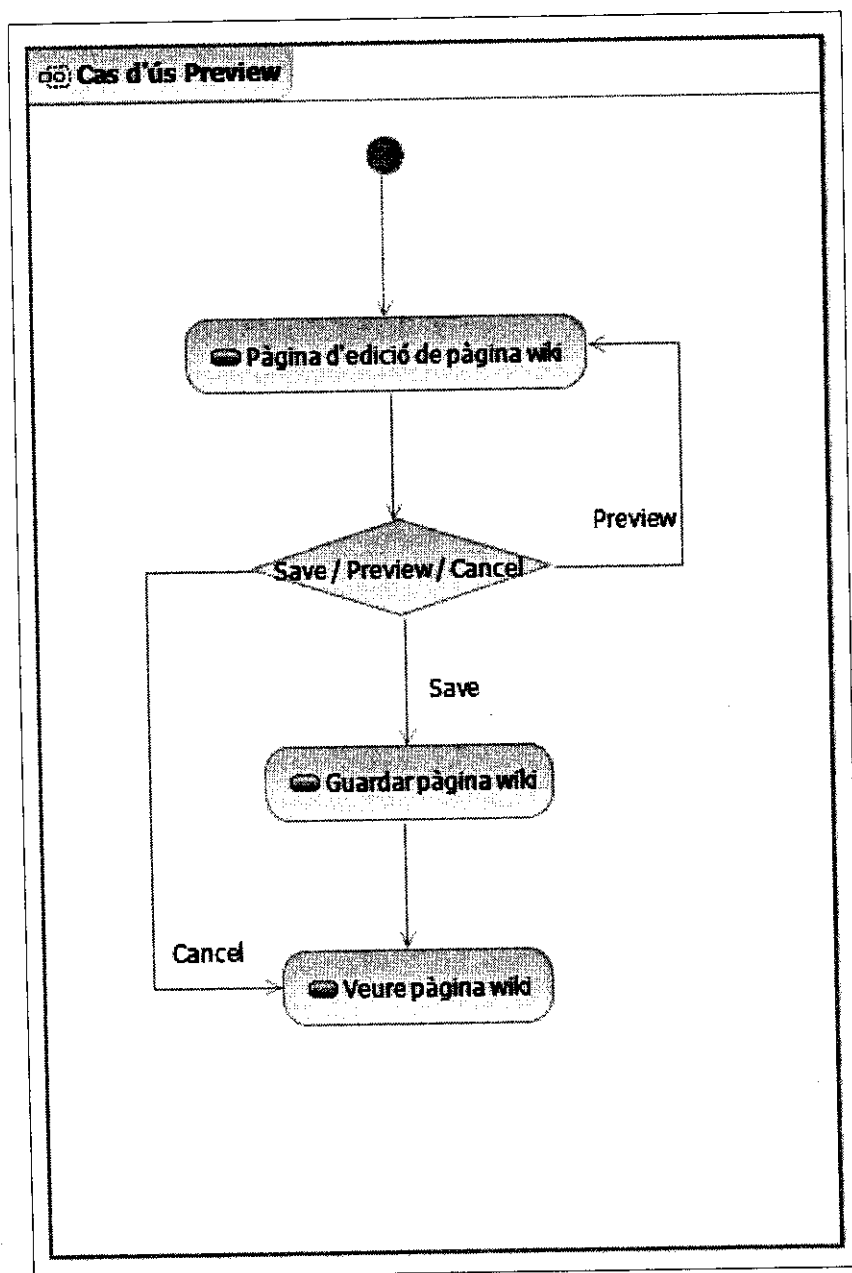 Cas d'ús Preview
Pàgina d'edició de pàgina wiki
Preview
Save / Preview / Cancel
Save
Guardar pàgina wiki
Cancel
Veure pàgina wiki